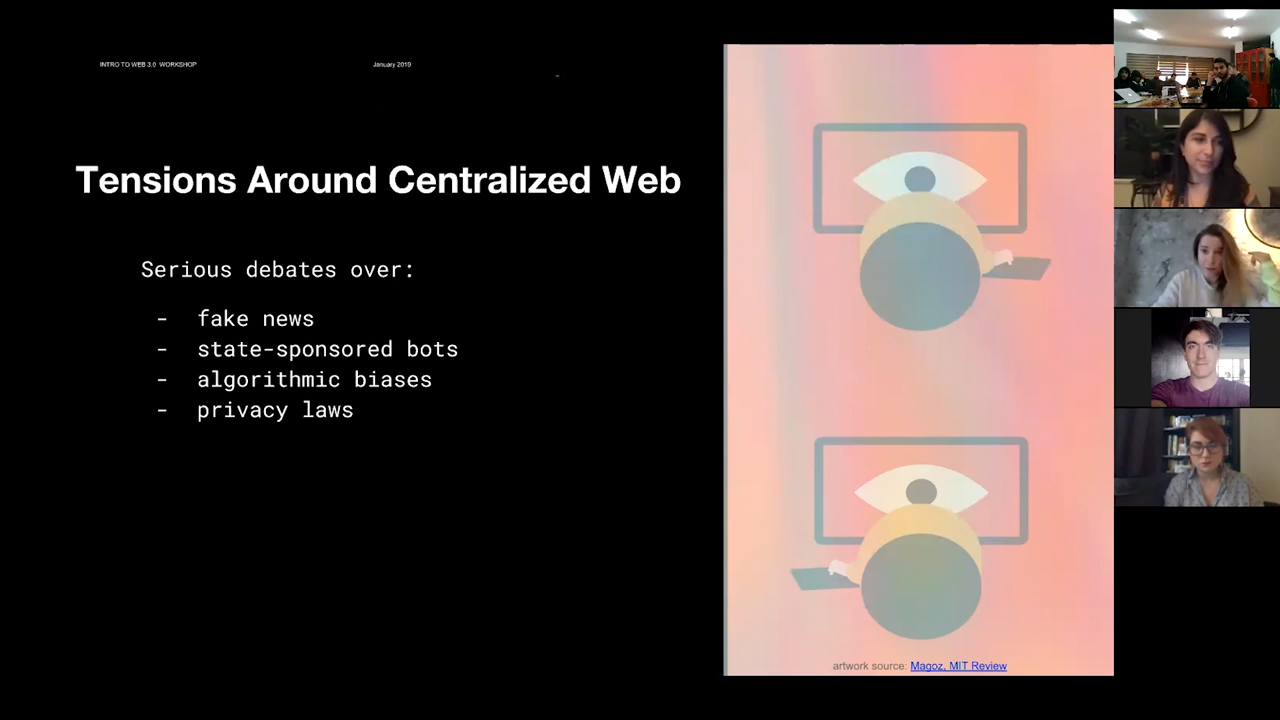 INTRO TO WEB 3.0 WORKSHOP
January 2019
Tensions Around Centralized Web
Serious debates over:
- fake news
- state-sponsored bots
- algorithmic biases
- privacy laws
artwork source: Magoz, MIT Review